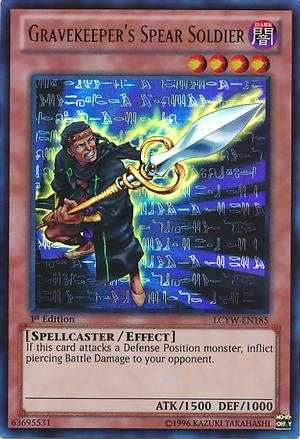 GRAVEKEEPER'S SPEAR SOLDIER
DARK
闇
1st Edition
LCYW-EN185
[SPELLCASTER / EFFECT]
If this card attacks a Defense Position monster, inflict
piercing Battle Damage to your opponent.
ATK/1500 DEF/1000
63695531
©1996 KAZUKI TAKAHASHI